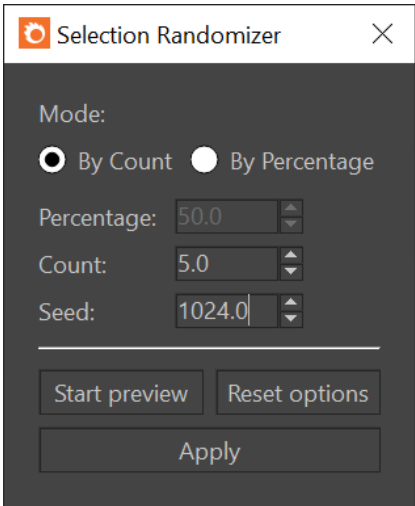 Selection Randomizer
Mode:
By Count By Percentage
Percentage: 50.0
Count: 5.0
Seed: 1024.0
Start preview Reset options
Apply